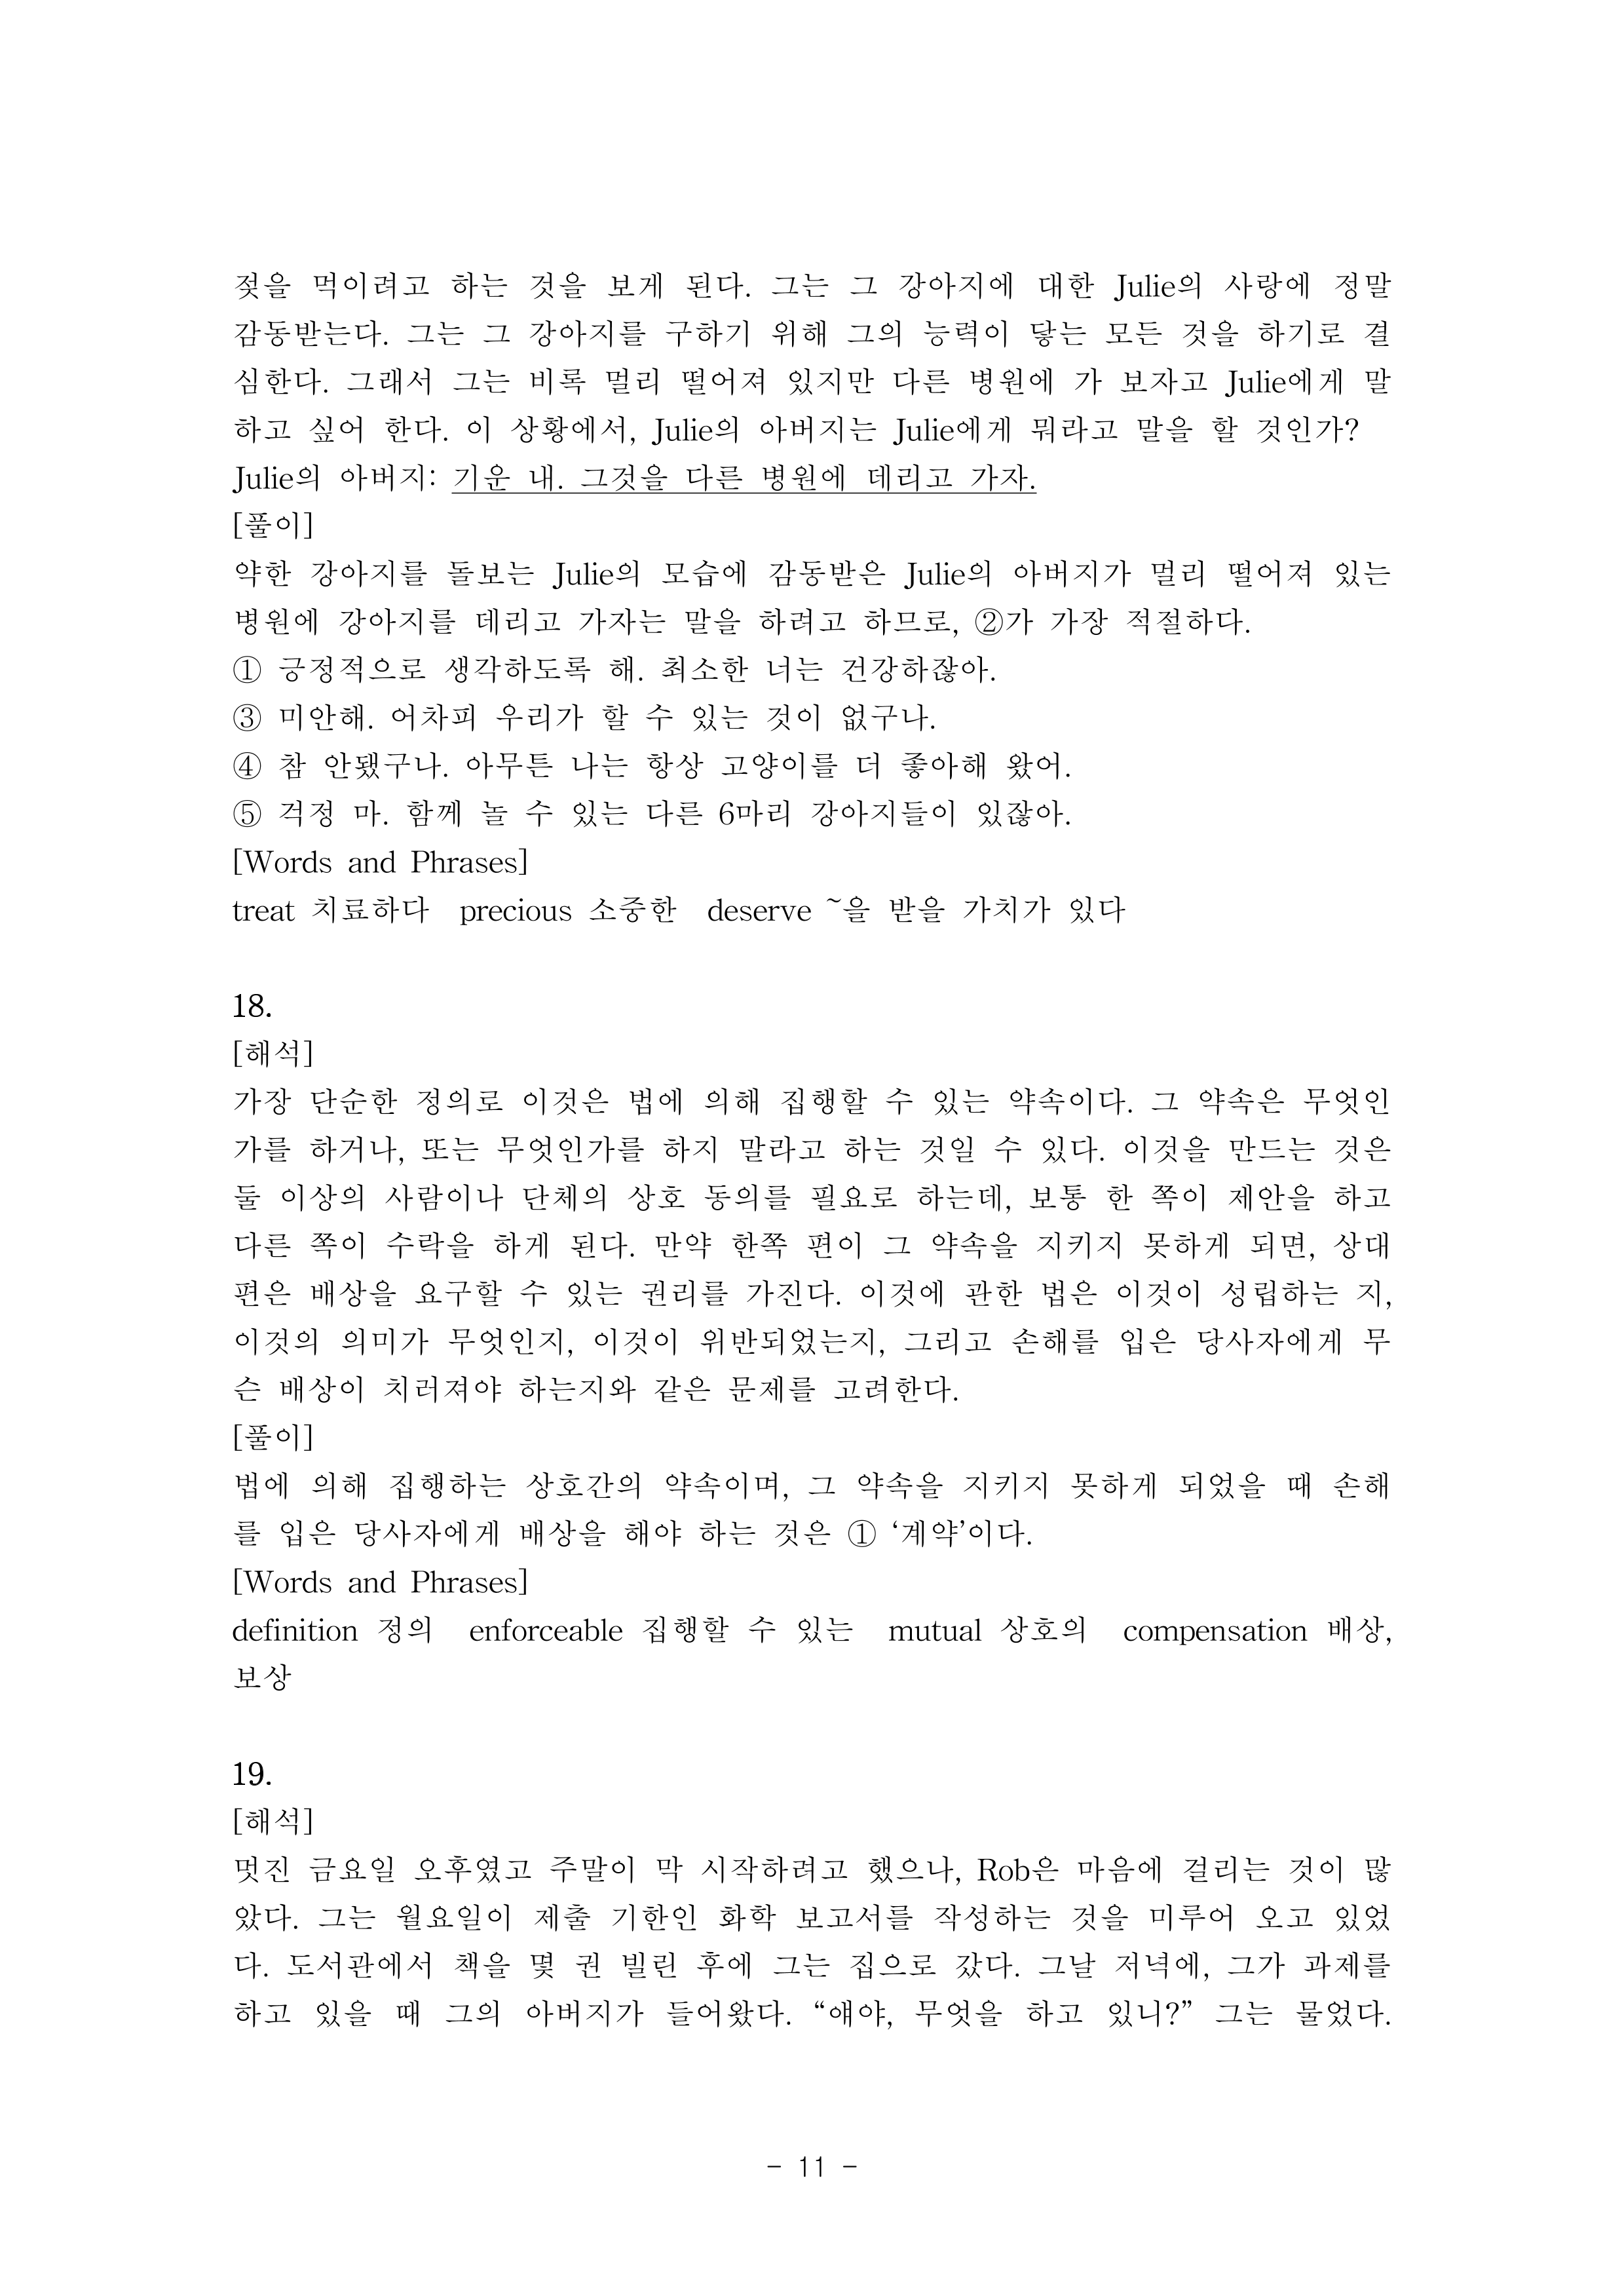 젖을 먹이려고 하는 것을 보게 된다. 그는 그 강아지에 대한 Julie의 사랑에 정말
감동받는다. 그는 그 강아지를 구하기 위해 그의 능력이 닿는 모든 것을 하기로 결
심한다. 그래서 그는 비록 멀리 떨어져 있지만 다른 병원에 가 보자고 Julie에게 말
하고 싶어 한다. 이 상황에서, Julie의 아버지는 Julie에게 뭐라고 말을 할 것인가?
Julie의 아버지: 기운 내. 그것을 다른 병원에 데리고 가자.
[풀이]
약한 강아지를 돌보는 Julie의 모습에 감동받은 Julie의 아버지가 멀리 떨어져 있는
병원에 강아지를 데리고 가자는 말을 하려고 하므로, ②가 가장 적절하다.
① 긍정적으로 생각하도록 해. 최소한 너는 건강하잖아.
③ 미안해. 어차피 우리가 할 수 있는 것이 없구나.
④ 참 안됐구나. 아무튼 나는 항상 고양이를 더 좋아해 왔어.
⑤ 걱정 마. 함께 놀 수 있는 다른 6마리 강아지들이 있잖아.
[Words and Phrases]
treat 치료하다 precious 소중한 deserve ~을 받을 가치가 있다
18.
[해석]
가장 단순한 정의로 이것은 법에 의해 집행할 수 있는 약속이다. 그 약속은 무엇인
가를 하거나, 또는 무엇인가를 하지 말라고 하는 것일 수 있다. 이것을 만드는 것은
둘 이상의 사람이나 단체의 상호 동의를 필요로 하는데, 보통 한 쪽이 제안을 하고
다른 쪽이 수락을 하게 된다. 만약 한쪽 편이 그 약속을 지키지 못하게 되면, 상대
편은 배상을 요구할 수 있는 권리를 가진다. 이것에 관한 법은 이것이 성립하는 지,
이것의 의미가 무엇인지, 이것이 위반되었는지, 그리고 손해를 입은 당사자에게 무
슨 배상이 치러져야 하는지와 같은 문제를 고려한다.
[풀이]
법에 의해 집행하는 상호간의 약속이며, 그 약속을 지키지 못하게 되었을 때 손해
를 입은 당사자에게 배상을 해야 하는 것은 ① ‘계약’이다.
[Words and Phrases]
definition 정의 enforceable 집행할 수 있는 mutual 상호의 compensation 배상,
보상
19.
[해석]
멋진 금요일 오후였고 주말이 막 시작하려고 했으나, Rob은 마음에 걸리는 것이 많
았다. 그는 월요일이 제출 기한인 화학 보고서를 작성하는 것을 미루어 오고 있었
다. 도서관에서 책을 몇 권 빌린 후에 그는 집으로 갔다. 그날 저녁에, 그가 과제를
하고 있을 때 그의 아버지가 들어왔다. “얘야, 무엇을 하고 있니?” 그는 물었다.
- 11 -